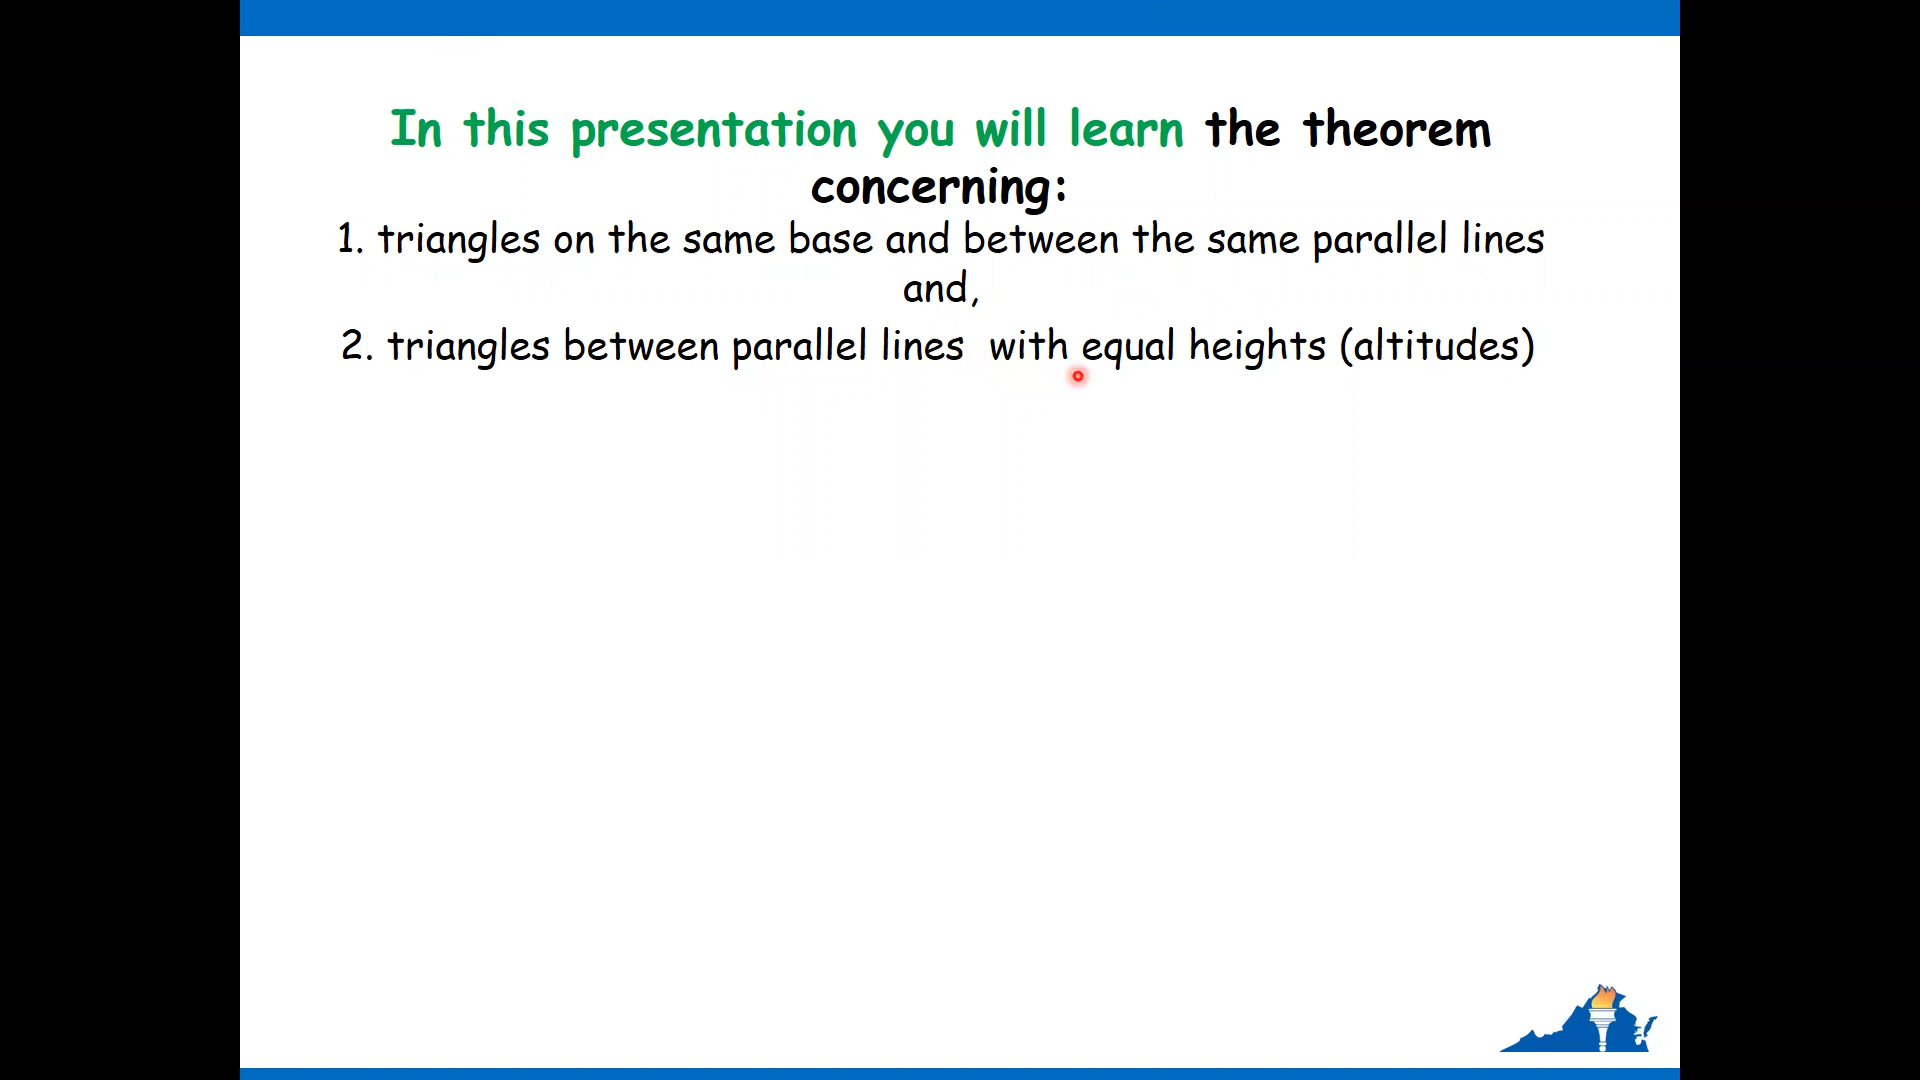 In this presentation you will learn the theorem
concerning:
1. triangles on the same base and between the same parallel lines
and,
2. triangles between parallel lines  with equal heights (altitudes)